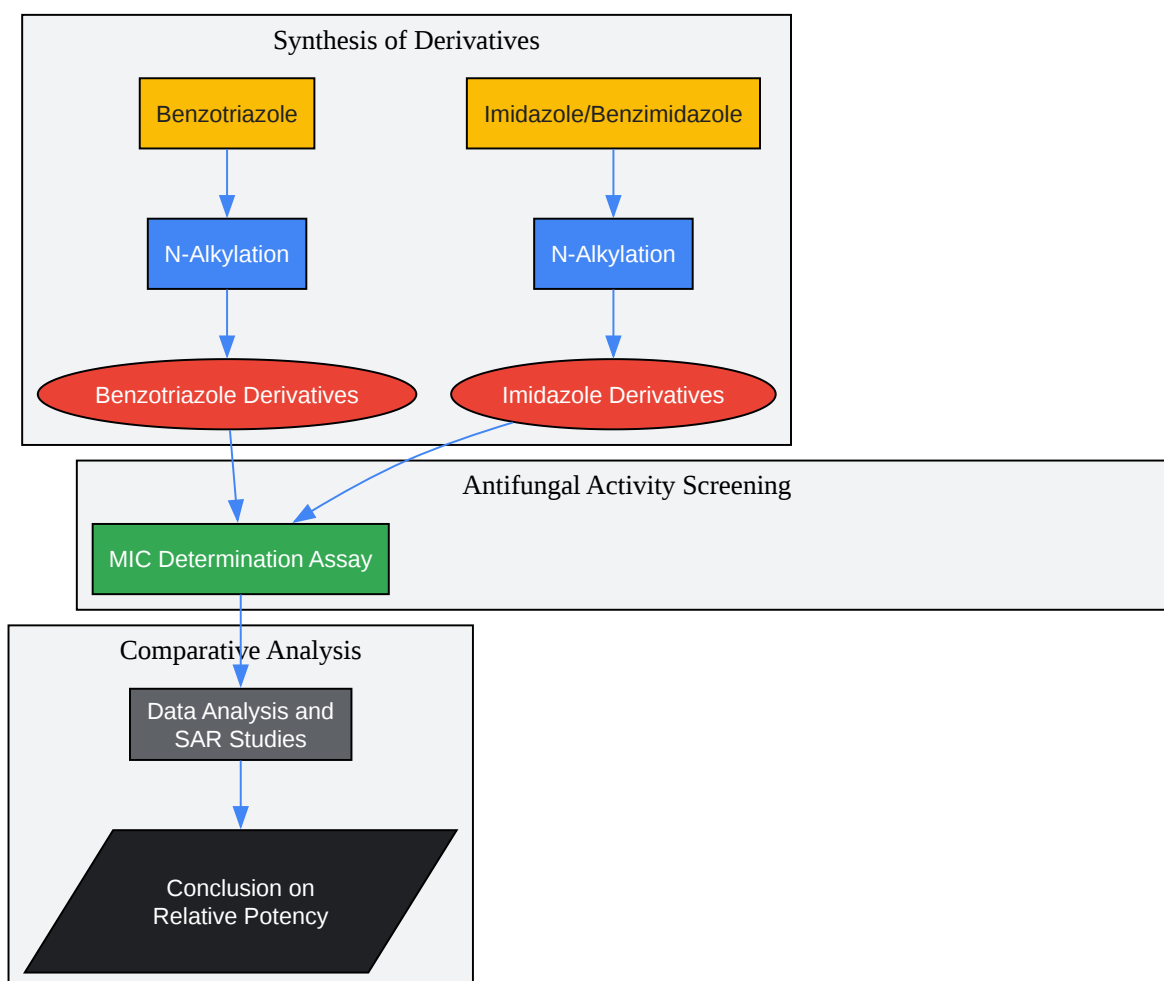 Synthesis of Derivatives
Benzotriazole
Imidazole/Benzimidazole
N-Alkylation
N-Alkylation
Benzotriazole Derivatives
Imidazole Derivatives
Antifungal Activity Screening
MIC Determination Assay
Comparative Analysis
Data Analysis and
SAR Studies
Conclusion on
Relative Potency